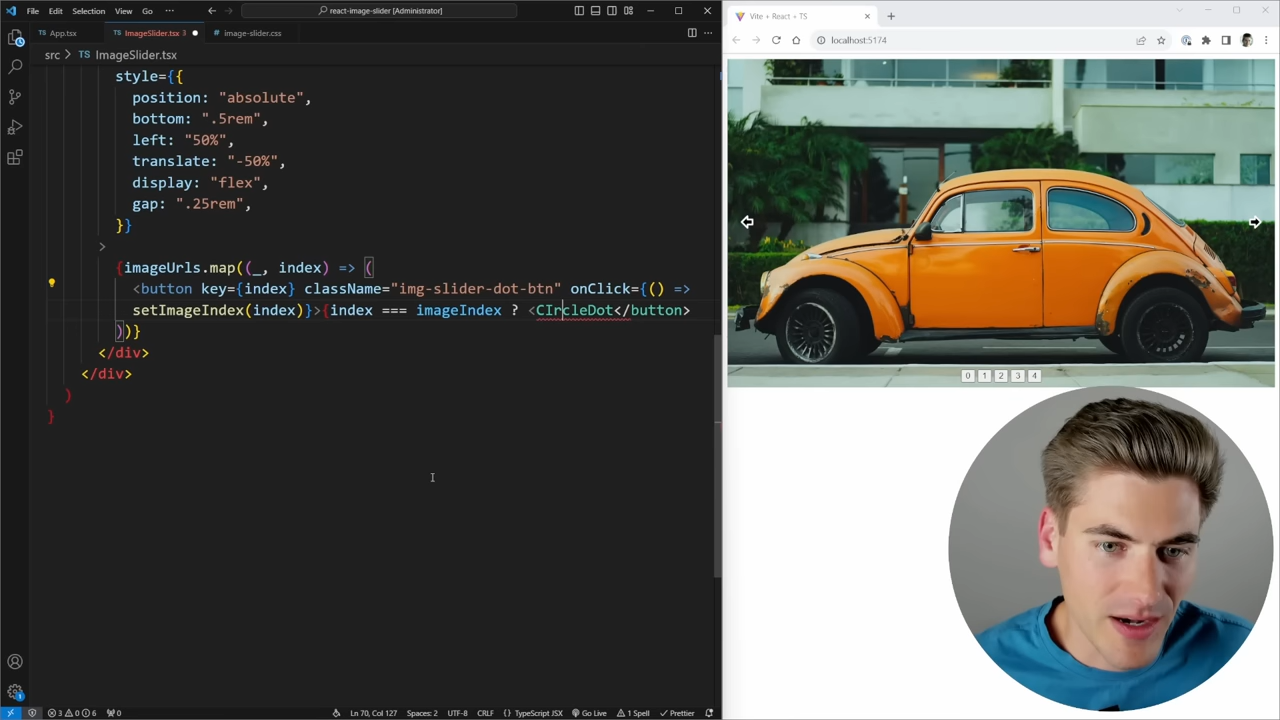 File Edit Selection View Go ··· react-image-slider [Administrator]
App.tsx ImageSlider.tsx 3 image-slider.css
src > ImageSlider.tsx
style={{
position: "absolute",
bottom: ".5rem",
left: "50%",
translate: "-50%",
display: "flex",
gap: ".25rem",
}}
>
{imageUrls.map((_, index) => (
<button key={index} className="img-slider-dot-btn" onClick={() =>
setImageIndex(index)}>{index === imageIndex ? <CIrcleDot</button>
))}
</div>
</div>
)
}
3 0 6 0 Ln 70, Col 127 Spaces: 2 UTF-8 CRLF {} TypeScript JSX Go Live 1 Spell Prettier
Vite + React + TS
localhost:5174
0 1 2 3 4